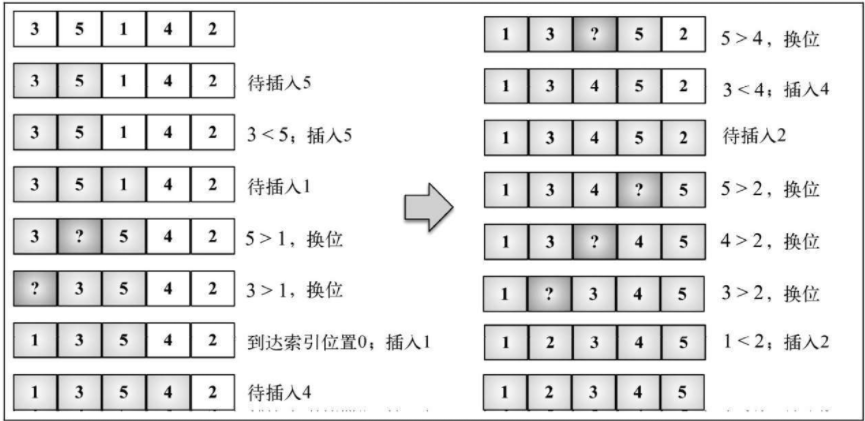 3 5 1 4 2
3 5 1 4 2 待插入5
3 5 1 4 2 3 < 5；插入5
3 5 1 4 2 待插入1
3 ? 5 4 2 5 > 1，换位
? 3 5 4 2 3 > 1，换位
1 3 5 4 2 到达索引位置0；插入1
1 3 5 4 2 待插入4
1 3 ? 5 2 5 > 4，换位
1 3 4 5 2 3 < 4；插入4
1 3 4 5 2 待插入2
1 3 4 ? 5 5 > 2，换位
1 3 ? 4 5 4 > 2，换位
1 ? 3 4 5 3 > 2，换位
1 2 3 4 5 1 < 2；插入2
1 2 3 4 5